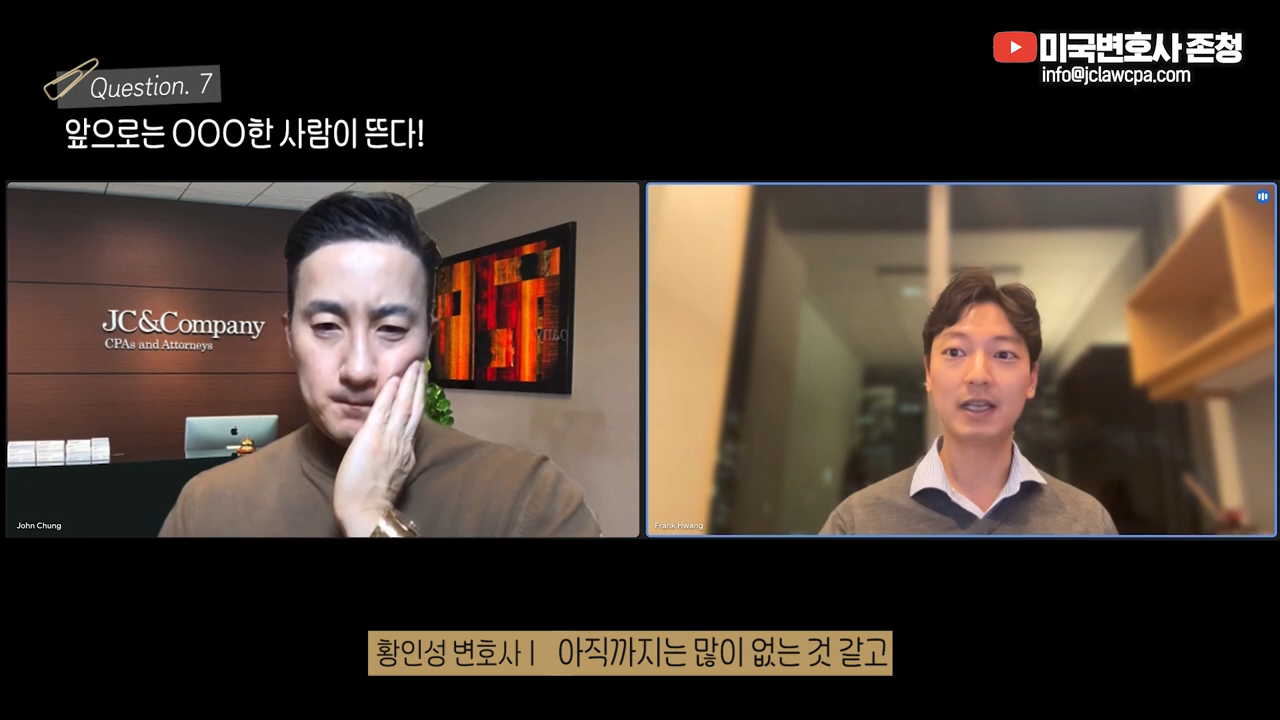 미국변호사 존청
info@jclawcpa.com
Question. 7
앞으로는 OOO한 사람이 뜬다!
JC&Company
CPAs and Attorneys
John Chung
Frank Hwang
황인성 변호사 | 아직까지는 많이 없는 것 같고